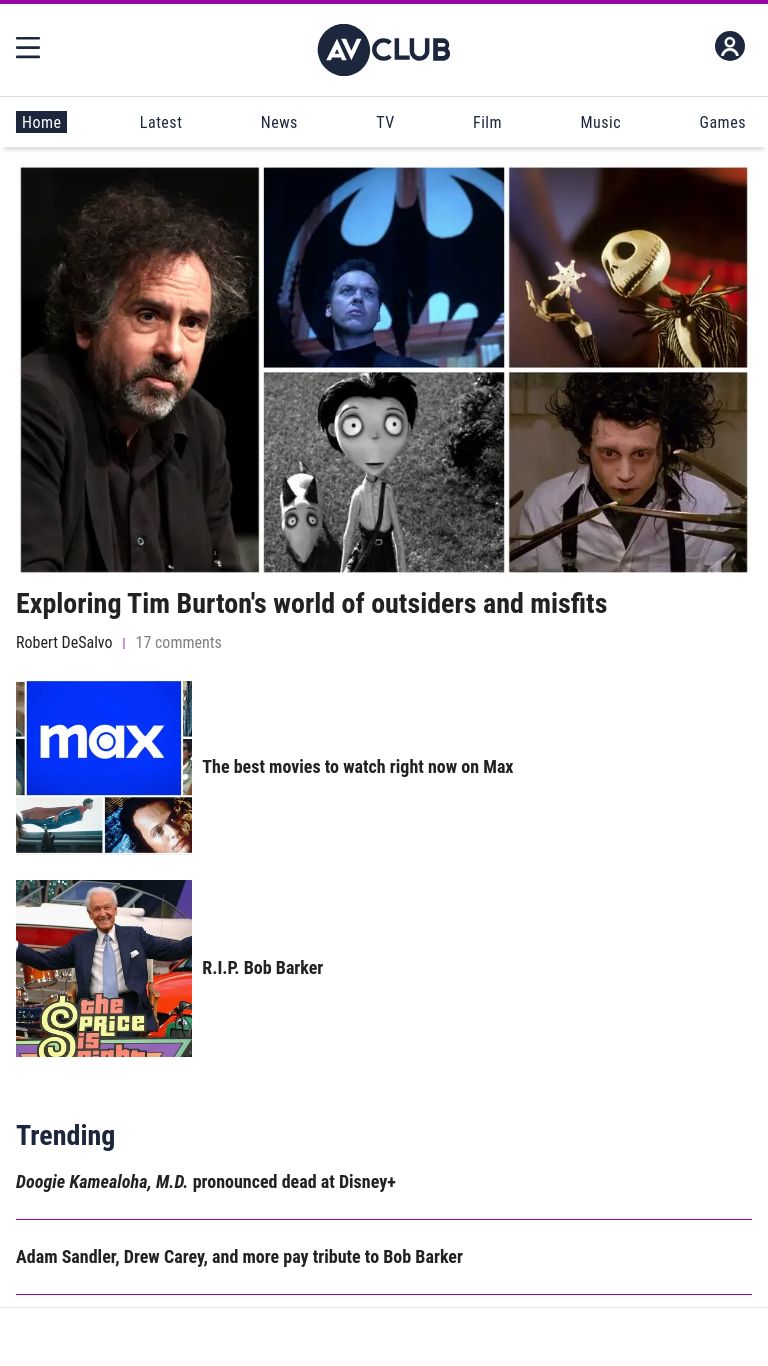 AV CLUB
Home Latest News TV Film Music Games
Exploring Tim Burton's world of outsiders and misfits
Robert DeSalvo | 17 comments
max
The best movies to watch right now on Max
the
PRICE
is
right
R.I.P. Bob Barker
Trending
Doogie Kamealoha, M.D. pronounced dead at Disney+
Adam Sandler, Drew Carey, and more pay tribute to Bob Barker